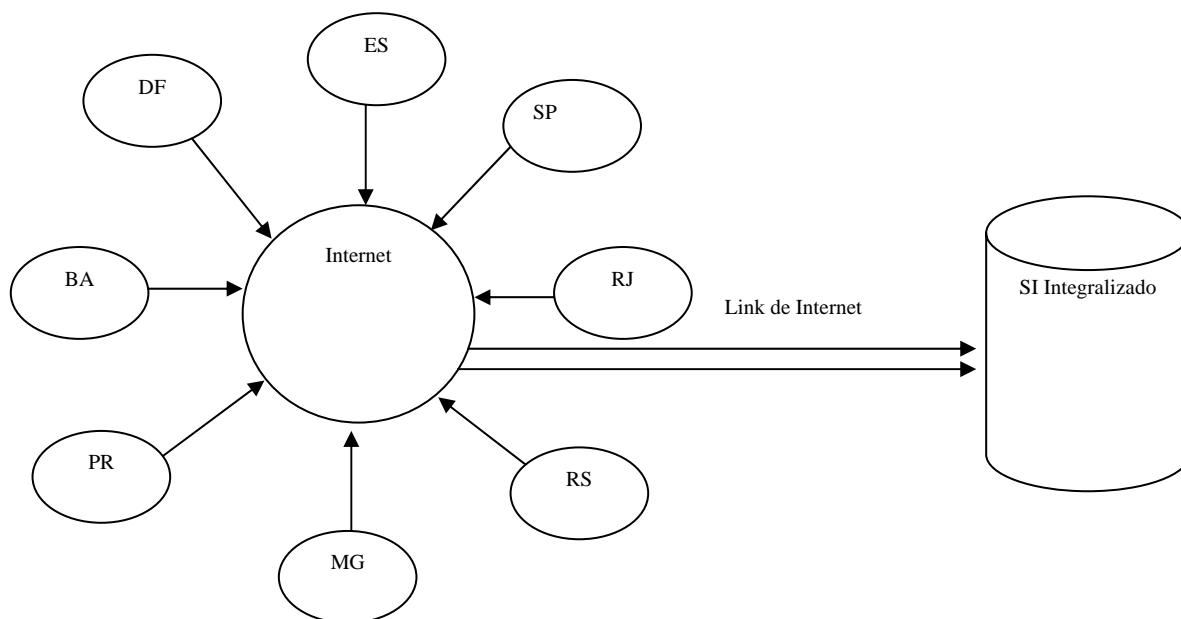 ES
DF
SP
Internet
BA
RJ
SI Integralizado
Link de Internet
PR
RS
MG